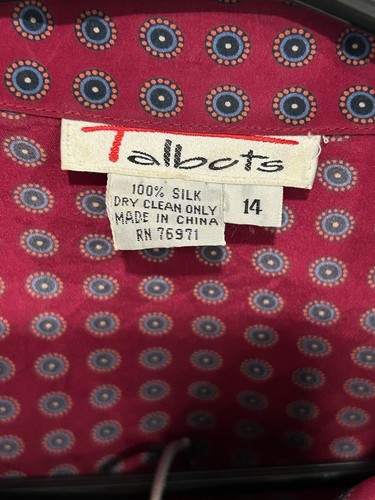 Talbots
100% SILK
DRY CLEAN ONLY
MADE IN CHINA
RN 76971
14